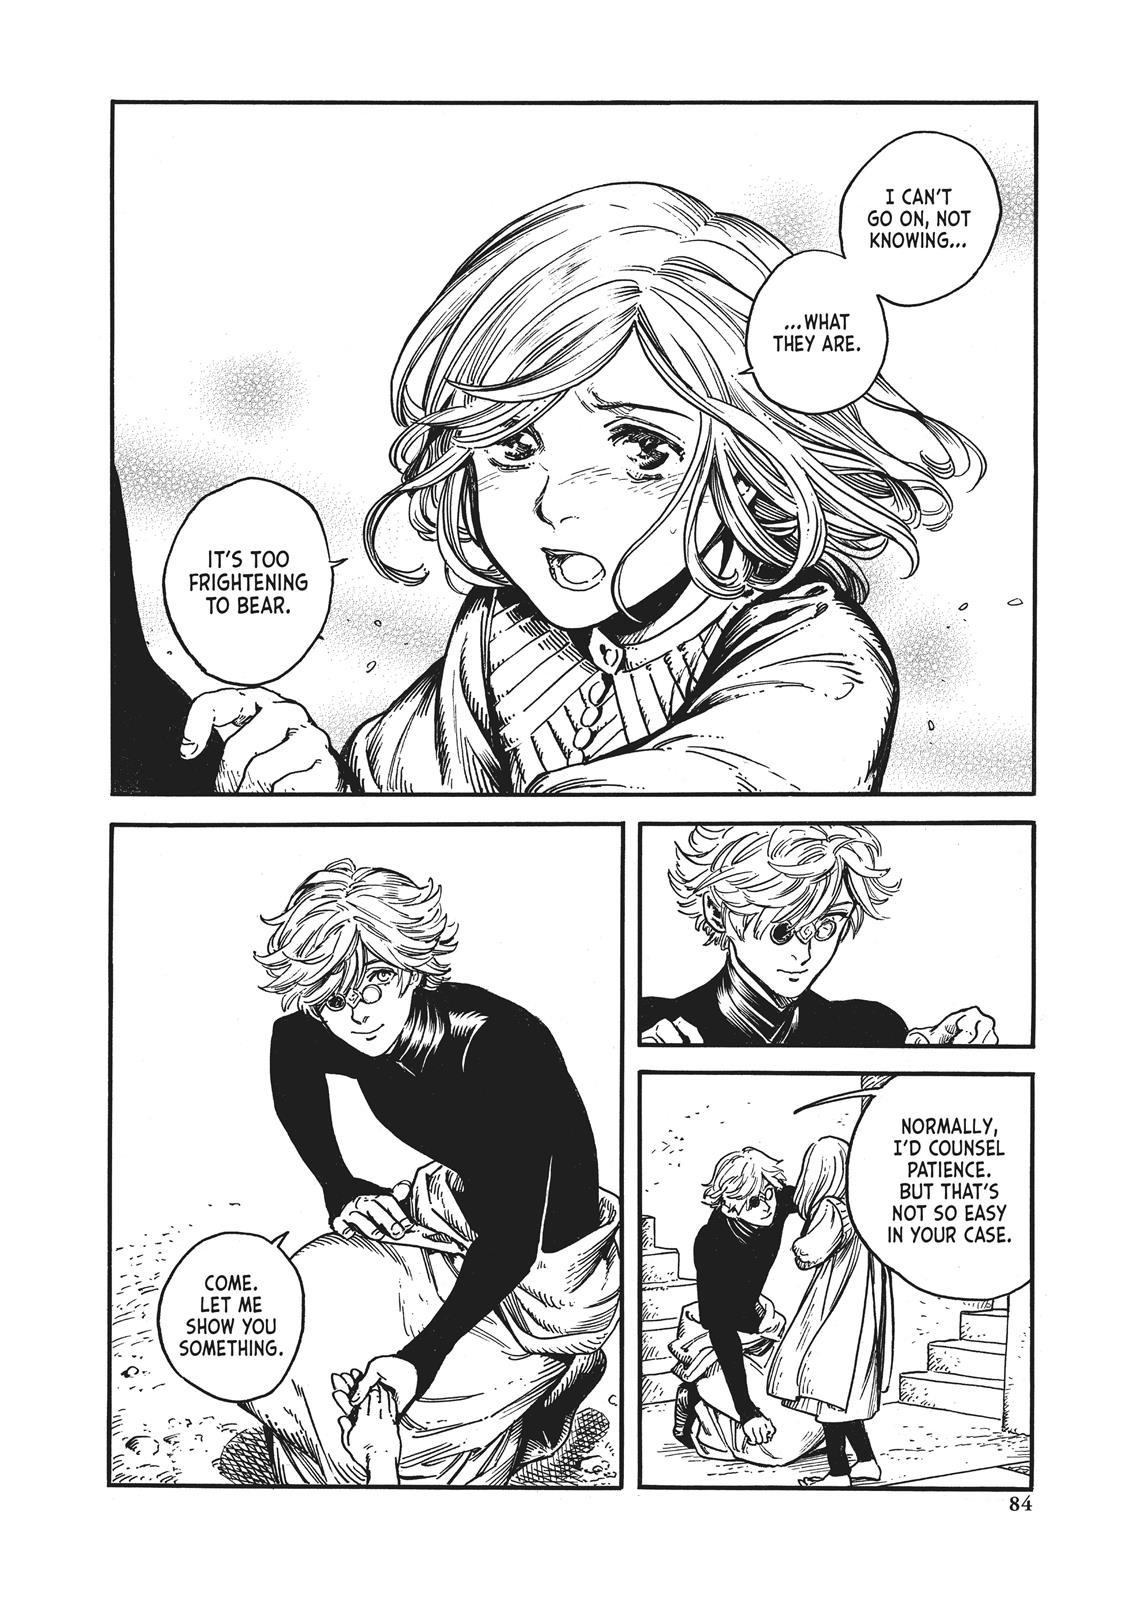 I CAN'T
GO ON, NOT
KNOWING...
...WHAT
THEY ARE.
IT'S TOO
FRIGHTENING
TO BEAR.
NORMALLY,
I'D COUNSEL
PATIENCE.
BUT THAT'S
NOT SO EASY
IN YOUR CASE.
COME.
LET ME
SHOW YOU
SOMETHING.
84